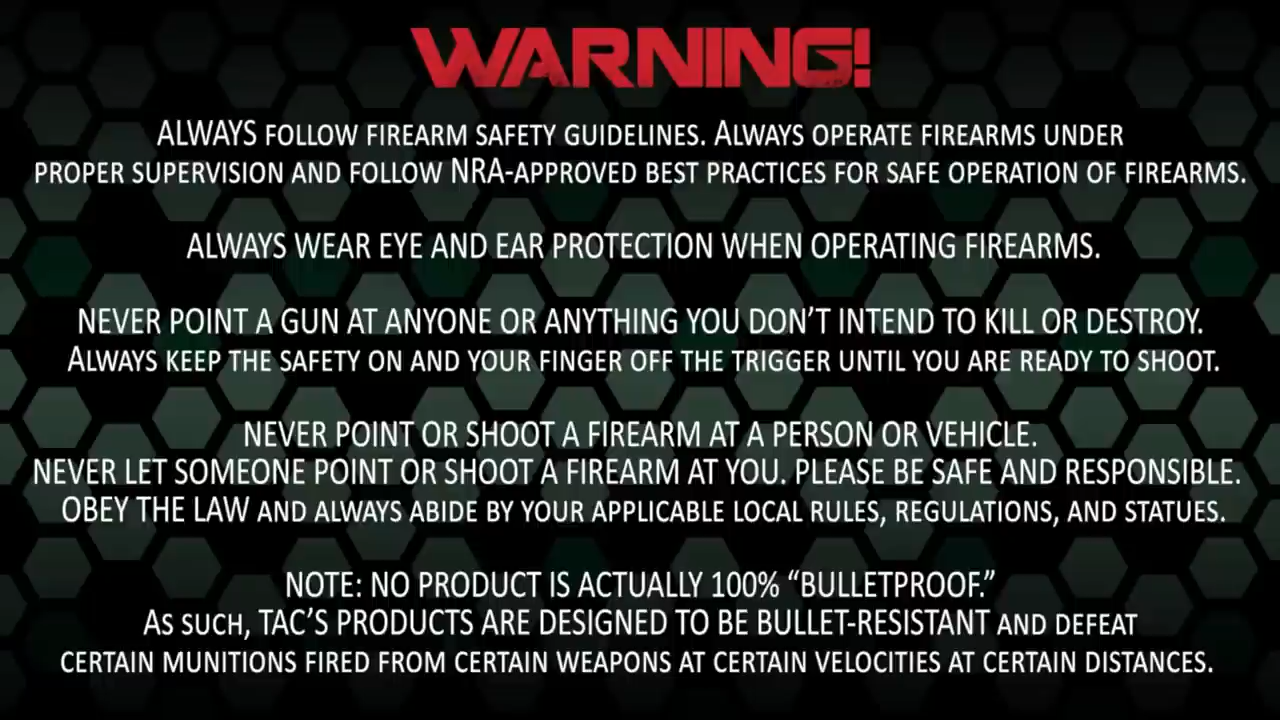 WARNING!
ALWAYS FOLLOW FIREARM SAFETY GUIDELINES. ALWAYS OPERATE FIREARMS UNDER
PROPER SUPERVISION AND FOLLOW NRA-APPROVED BEST PRACTICES FOR SAFE OPERATION OF FIREARMS.
ALWAYS WEAR EYE AND EAR PROTECTION WHEN OPERATING FIREARMS.
NEVER POINT A GUN AT ANYONE OR ANYTHING YOU DON'T INTEND TO KILL OR DESTROY.
ALWAYS KEEP THE SAFETY ON AND YOUR FINGER OFF THE TRIGGER UNTIL YOU ARE READY TO SHOOT.
NEVER POINT OR SHOOT A FIREARM AT A PERSON OR VEHICLE.
NEVER LET SOMEONE POINT OR SHOOT A FIREARM AT YOU. PLEASE BE SAFE AND RESPONSIBLE.
OBEY THE LAW AND ALWAYS ABIDE BY YOUR APPLICABLE LOCAL RULES, REGULATIONS, AND STATUES.
NOTE: NO PRODUCT IS ACTUALLY 100% “BULLETPROOF.”
AS SUCH, TAC'S PRODUCTS ARE DESIGNED TO BE BULLET-RESISTANT AND DEFEAT
CERTAIN MUNITIONS FIRED FROM CERTAIN WEAPONS AT CERTAIN VELOCITIES AT CERTAIN DISTANCES.